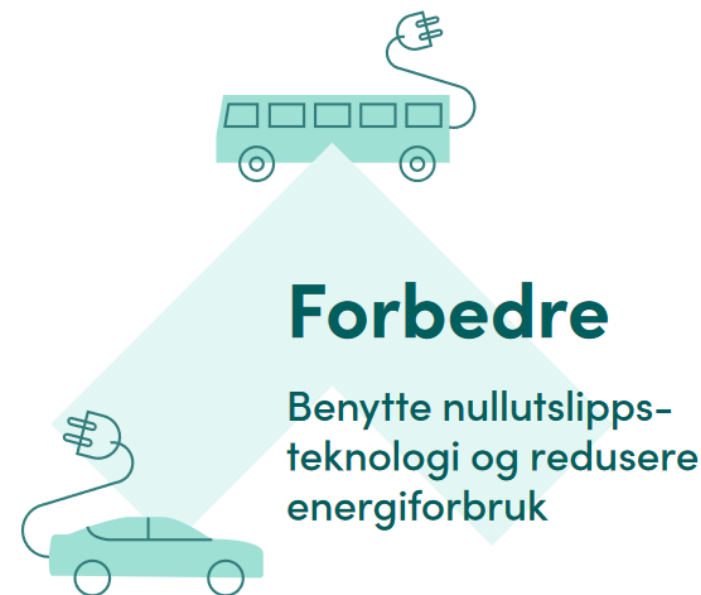 Forbedre
Benytte nullutslipps-
teknologi og redusere
energiforbruk